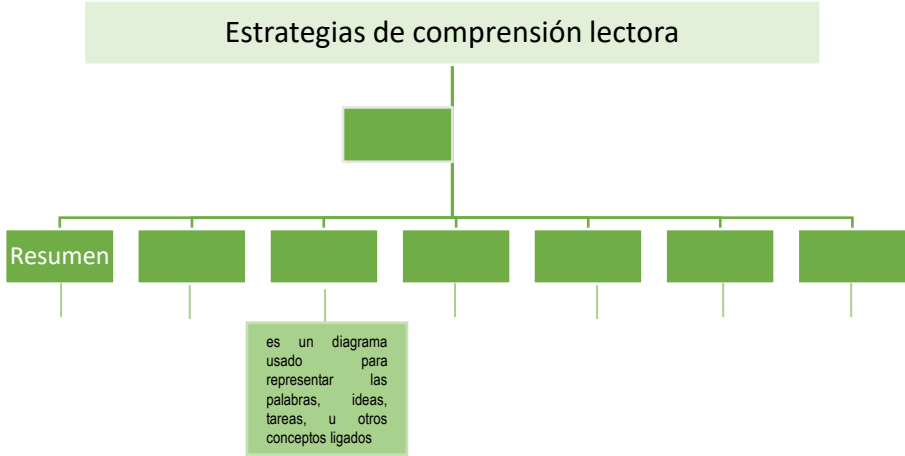 Estrategias de comprensión lectora
Resumen
es un diagrama
usado para
representar las
palabras, ideas,
tareas, u otros
conceptos ligados